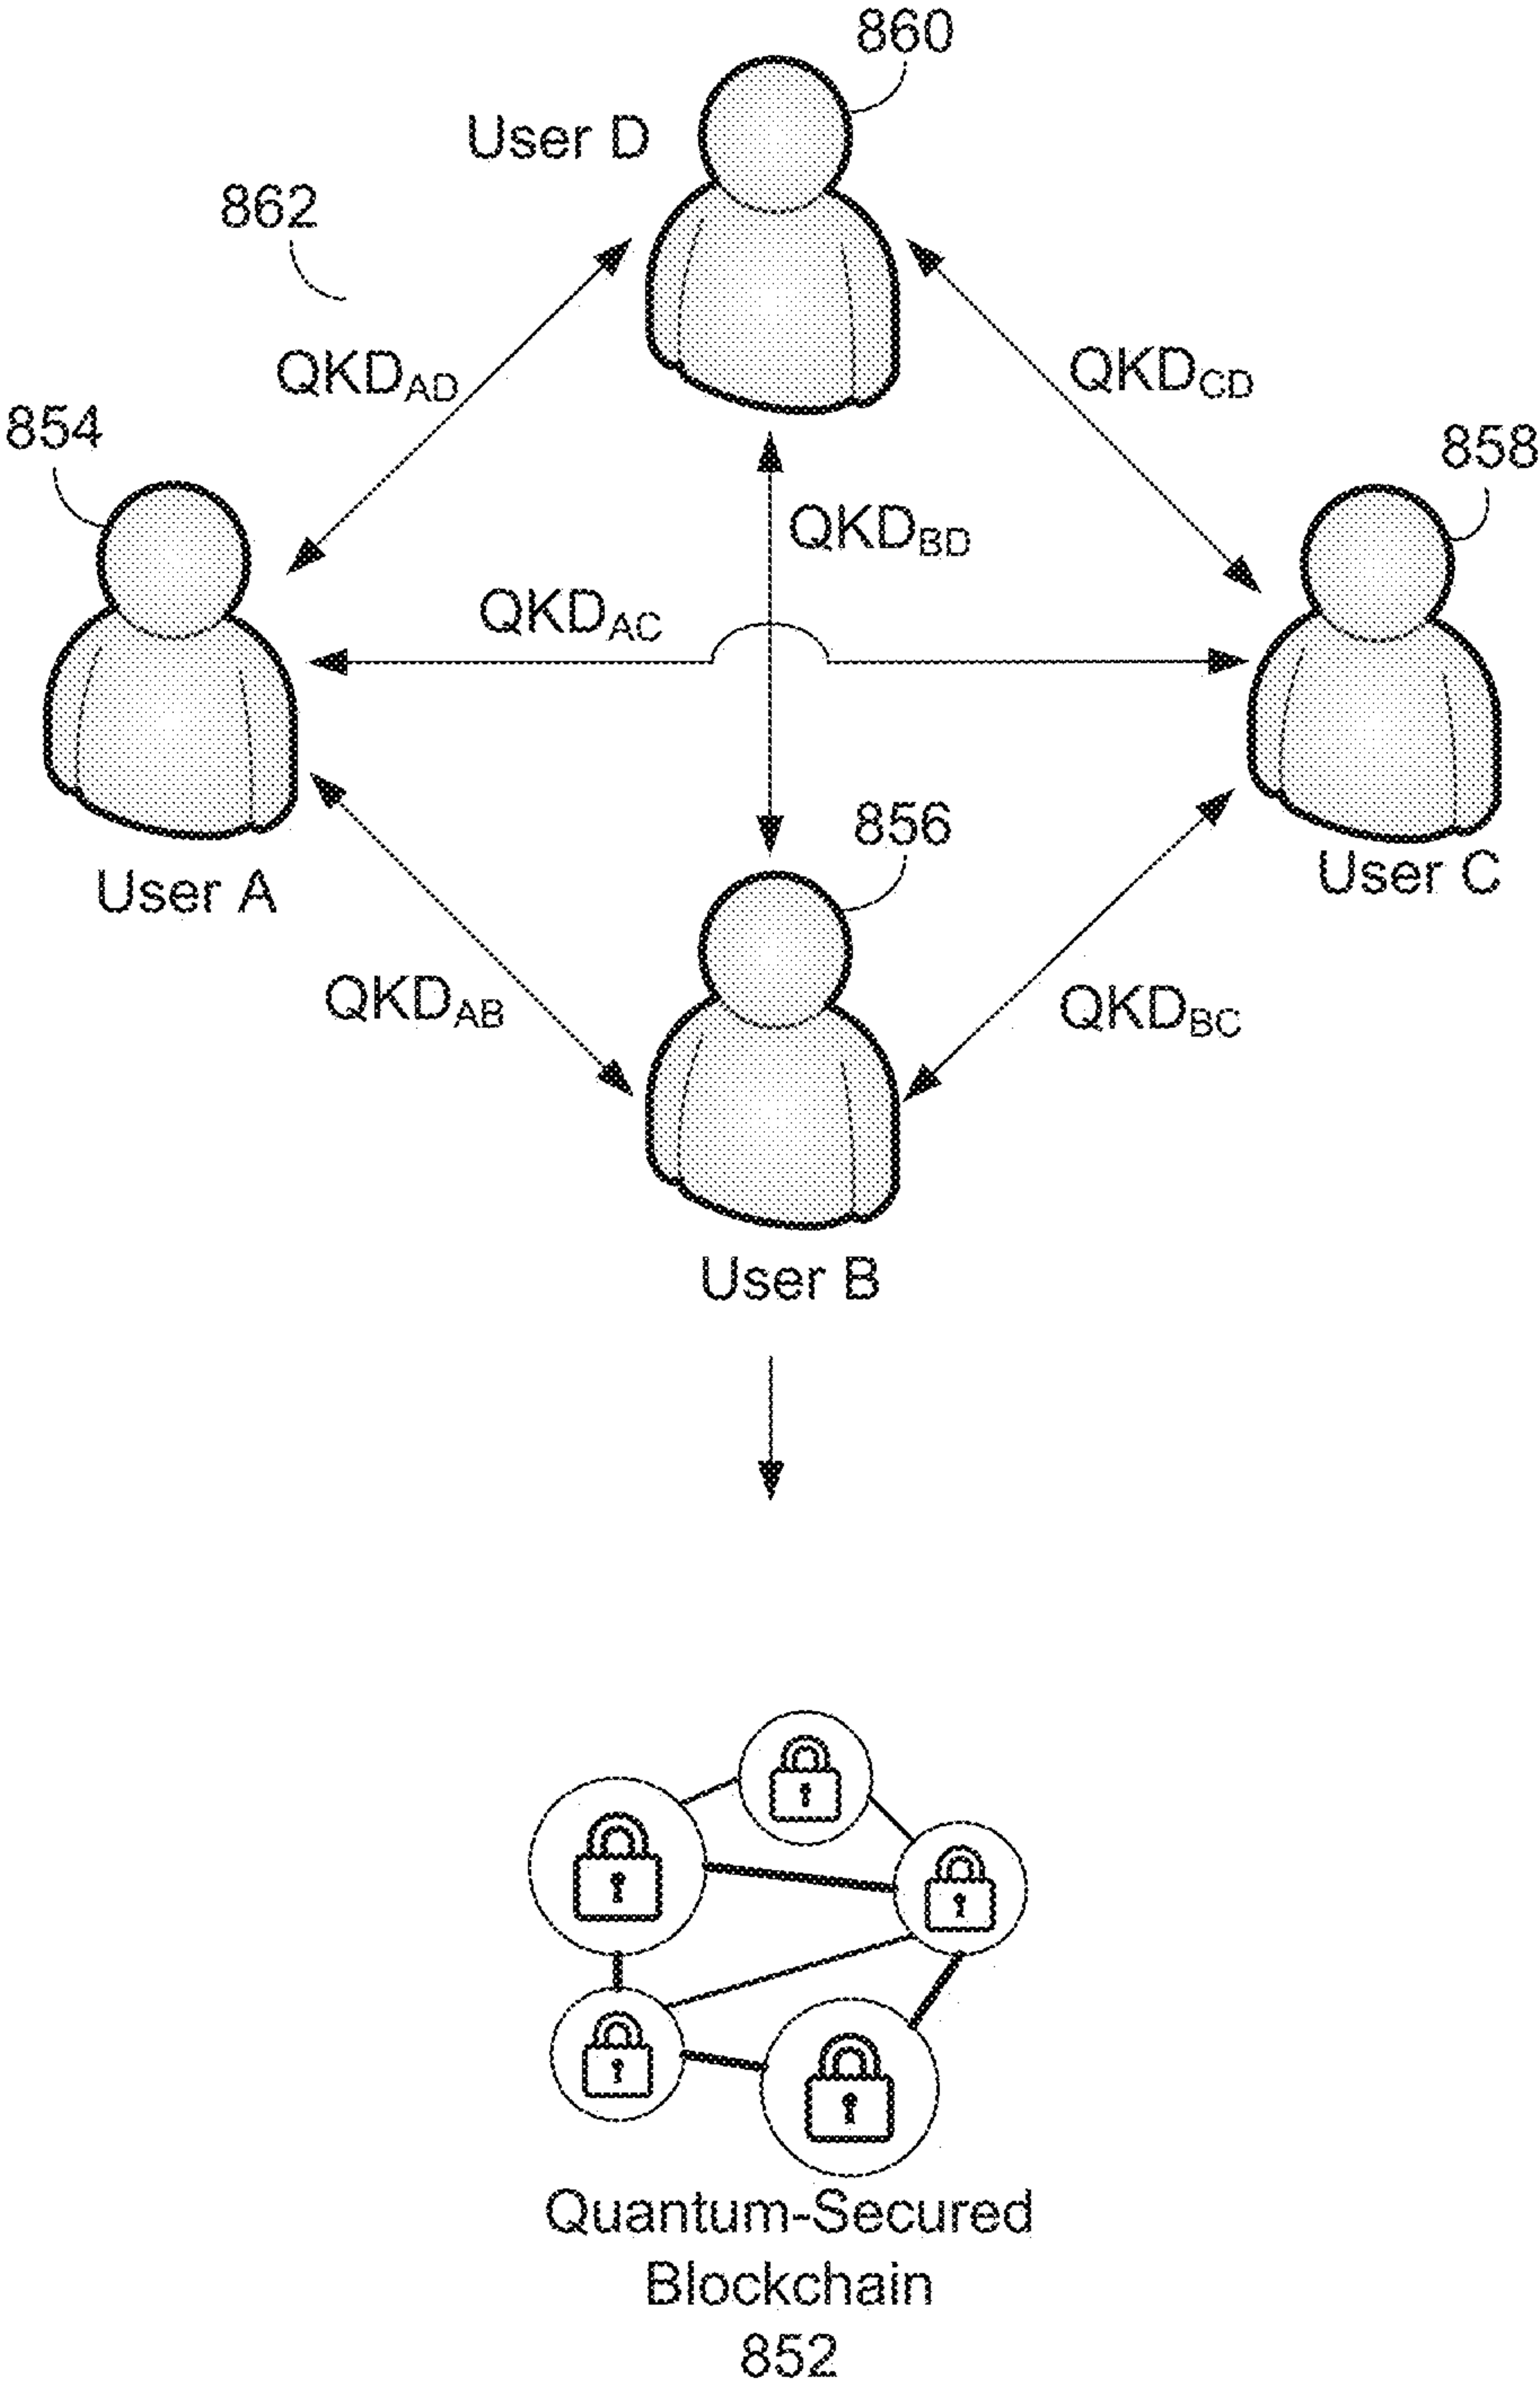 860
User D
862
QKDAD
QKDCD
854
858
QKDBD
QKDAC
856
User A
User C
QKDAB
QKDBC
User B
Quantum-Secured
Blockchain
852